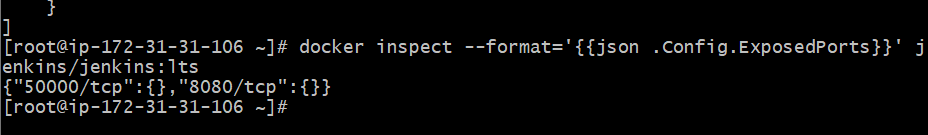 }
]
[root@ip-172-31-31-106 ~]# docker inspect --format='{{json .Config.ExposedPorts}}' j
enkins/jenkins:lts
{"50000/tcp":{},"8080/tcp":{}}
[root@ip-172-31-31-106 ~]#